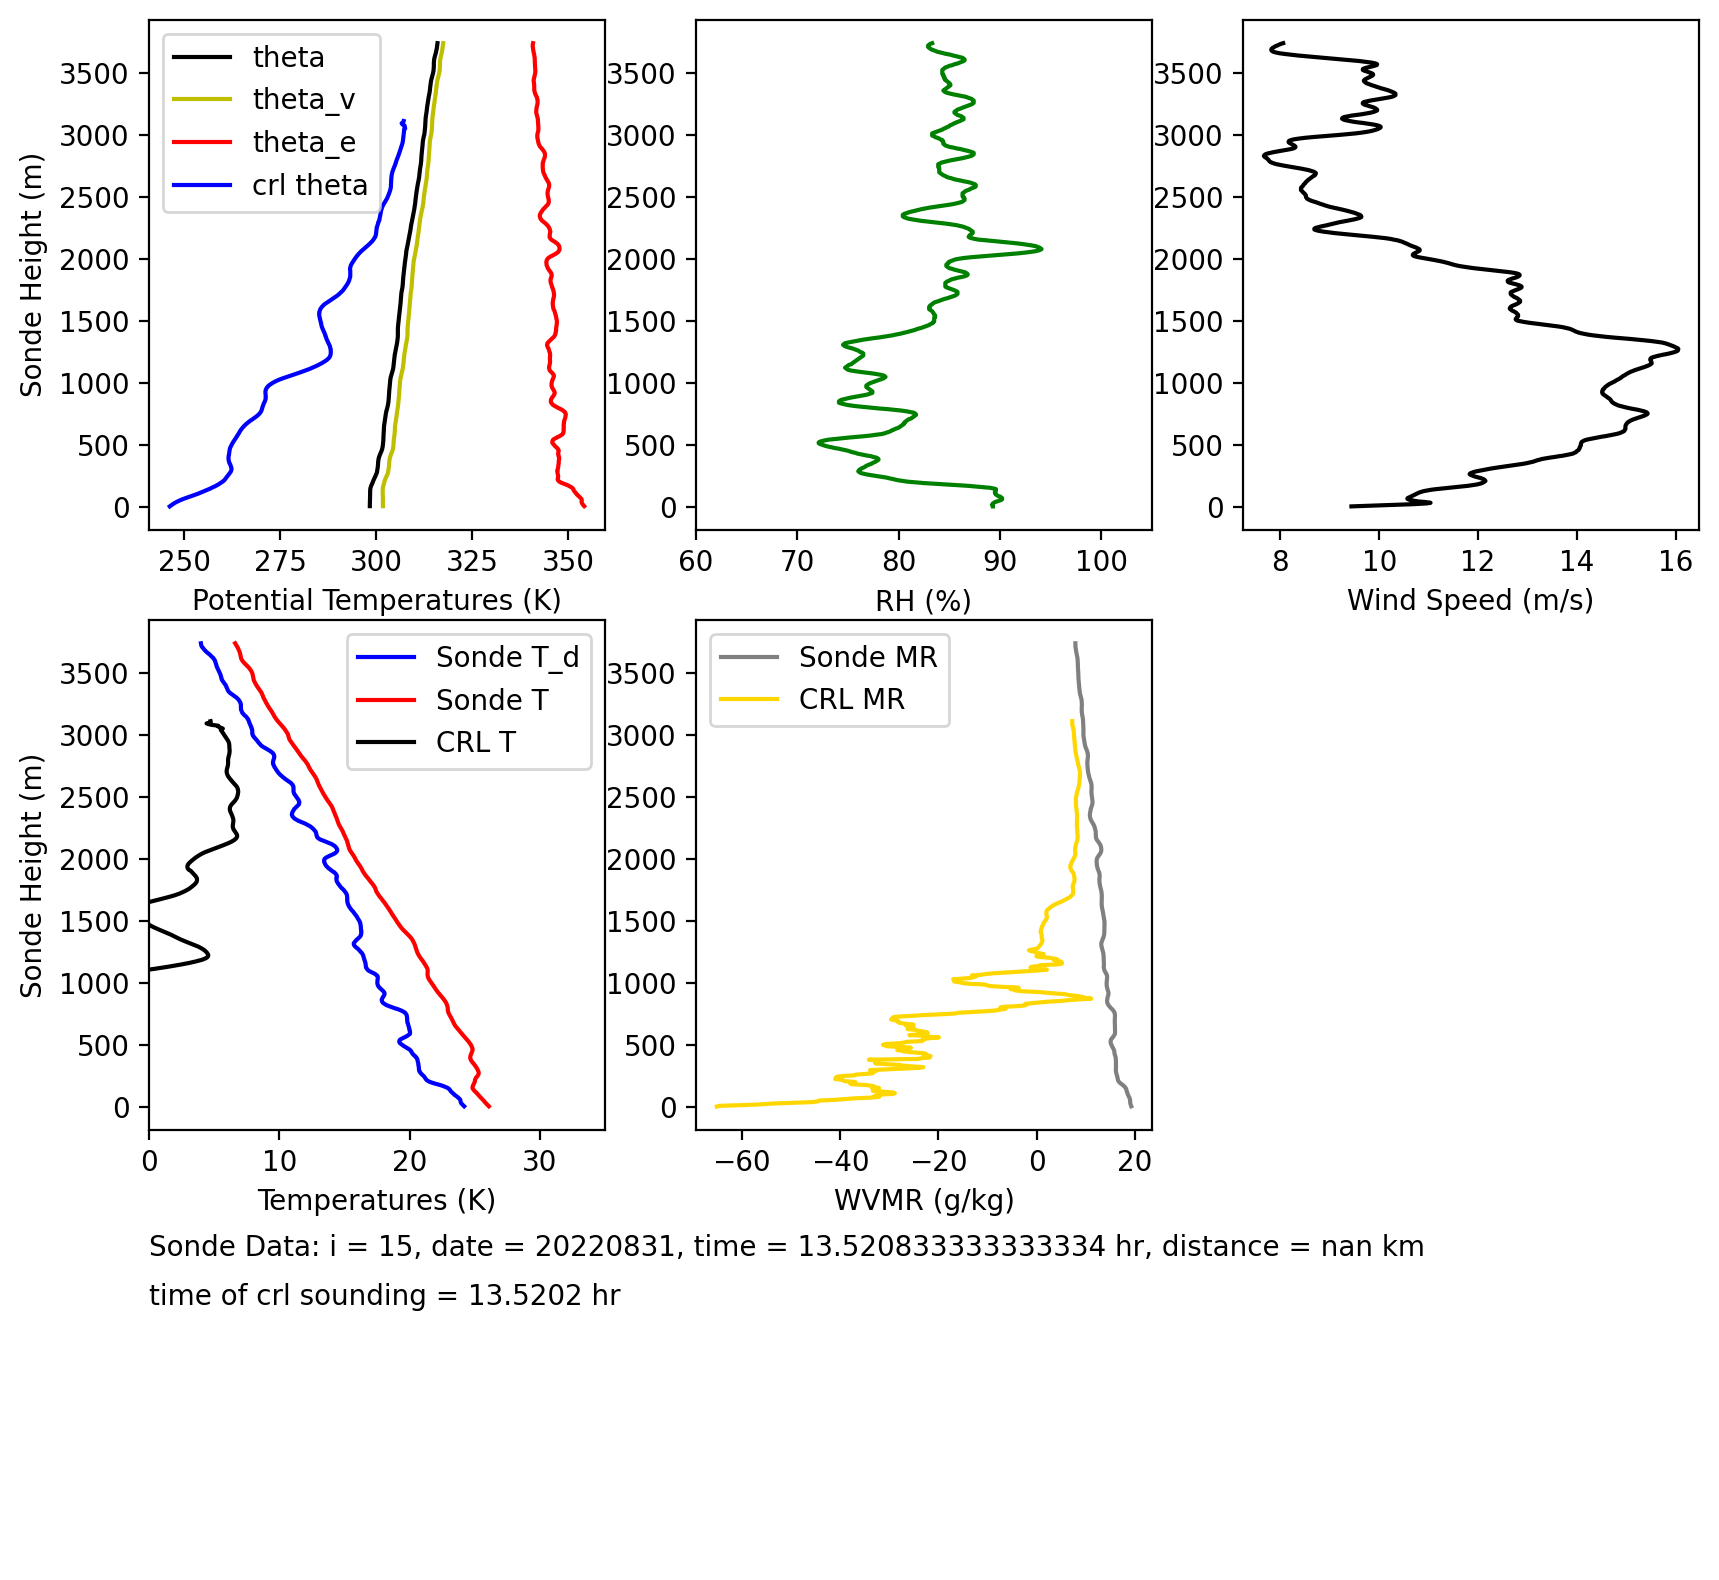 theta
theta_v
theta_e
crl theta
Sonde Height (m)
3500
3000
2500
2000
1500
1000
500
0
250 275 300 325 350
Potential Temperatures (K)
3500
3000
2500
2000
1500
1000
500
0
60 70 80 90 100
RH (%)
3500
3000
2500
2000
1500
1000
500
0
8 10 12 14 16
Wind Speed (m/s)
Sonde T_d
Sonde T
CRL T
Sonde Height (m)
3500
3000
2500
2000
1500
1000
500
0
0 10 20 30
Temperatures (K)
Sonde MR
CRL MR
3500
3000
2500
2000
1500
1000
500
0
−60 −40 −20 0 20
WVMR (g/kg)
Sonde Data: i = 15, date = 20220831, time = 13.520833333333334 hr, distance = nan km
time of crl sounding = 13.5202 hr